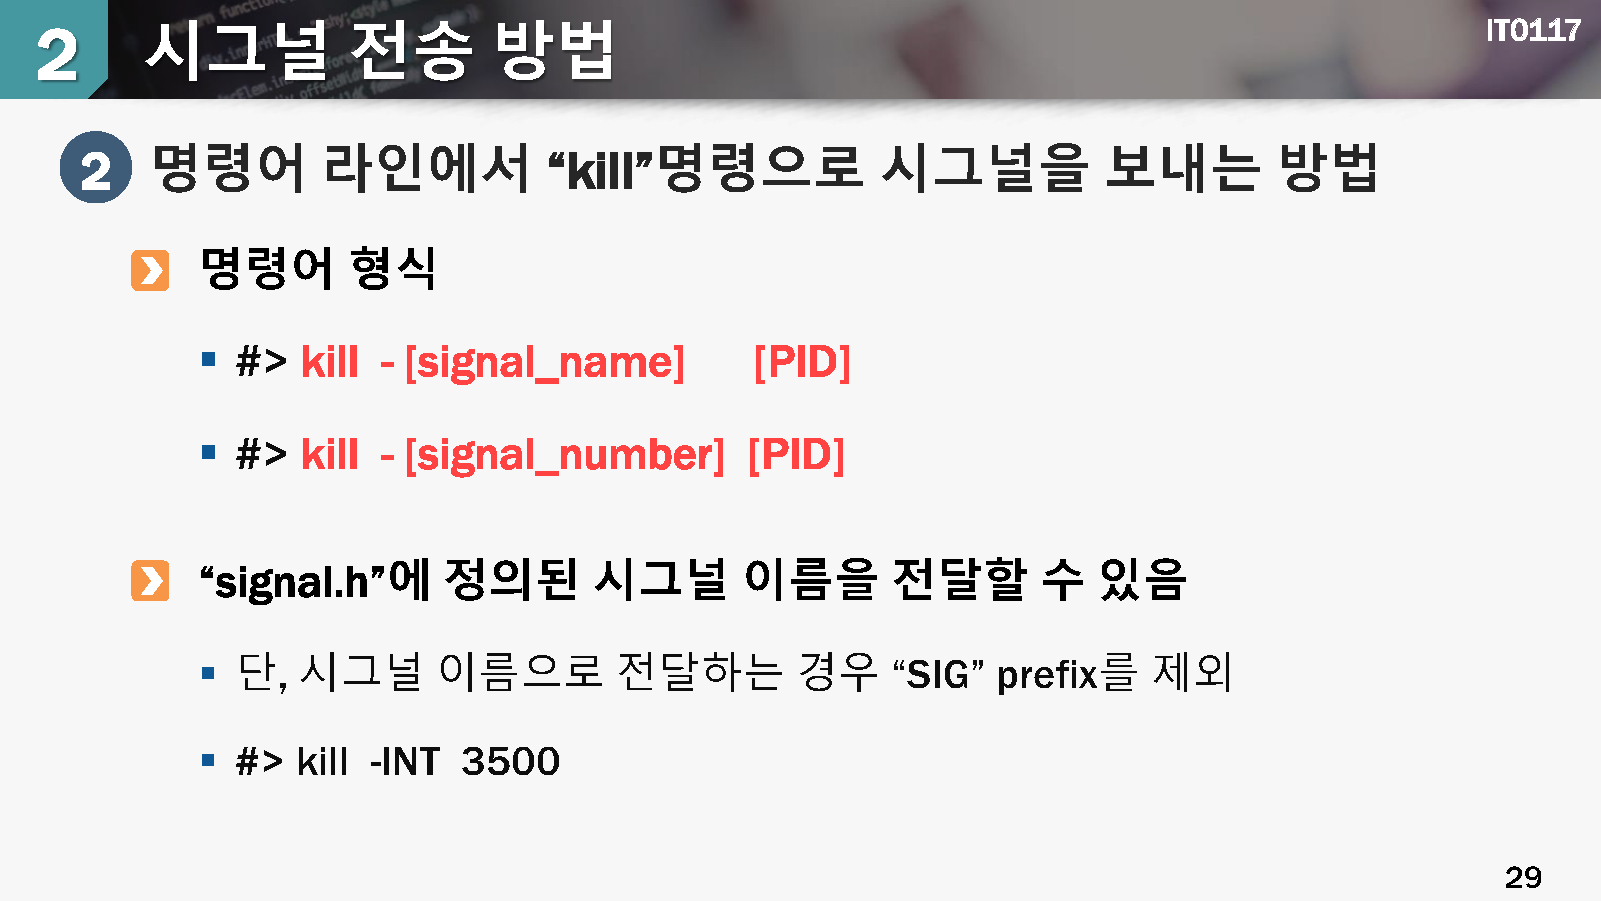 2 시그널 전송 방법
IT0117
2 명령어 라인에서 “kill”명령으로 시그널을 보내는 방법
명령어 형식
#> kill - [signal_name] [PID]
#> kill - [signal_number] [PID]
“signal.h”에 정의된 시그널 이름을 전달할 수 있음
단, 시그널 이름으로 전달하는 경우 “SIG” prefix를 제외
#> kill -INT 3500
29